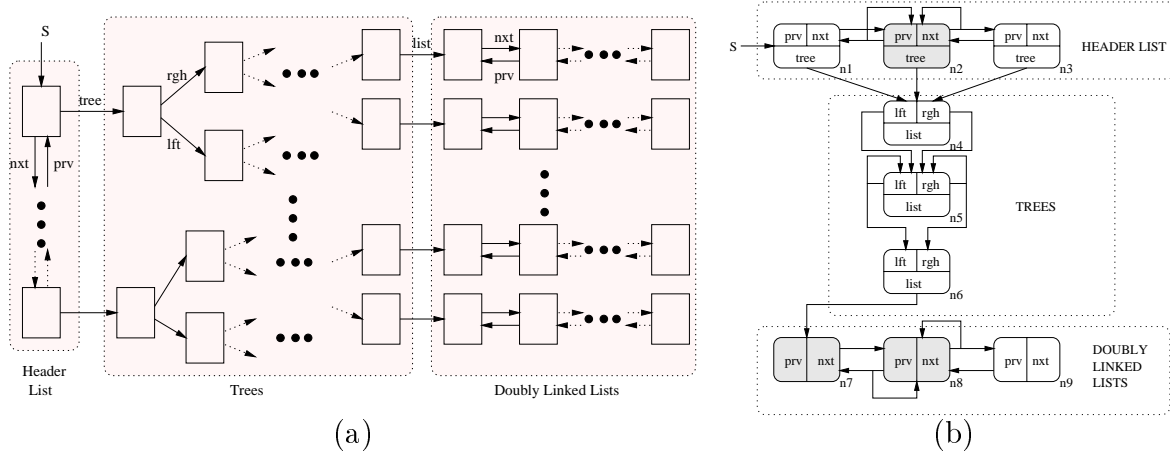 S
rgh
tree
lft
nxt
prv
list
nxt
prv
Header
List
Trees
Doubly Linked Lists
(a)
S
prv nxt
tree
n1
prv nxt
tree
n2
prv nxt
tree
n3
HEADER LIST
lft rgh
list
n4
lft rgh
list
n5
lft rgh
list
n6
TREES
prv nxt
n7
prv nxt
n8
prv nxt
n9
DOUBLY
LINKED
LISTS
(b)